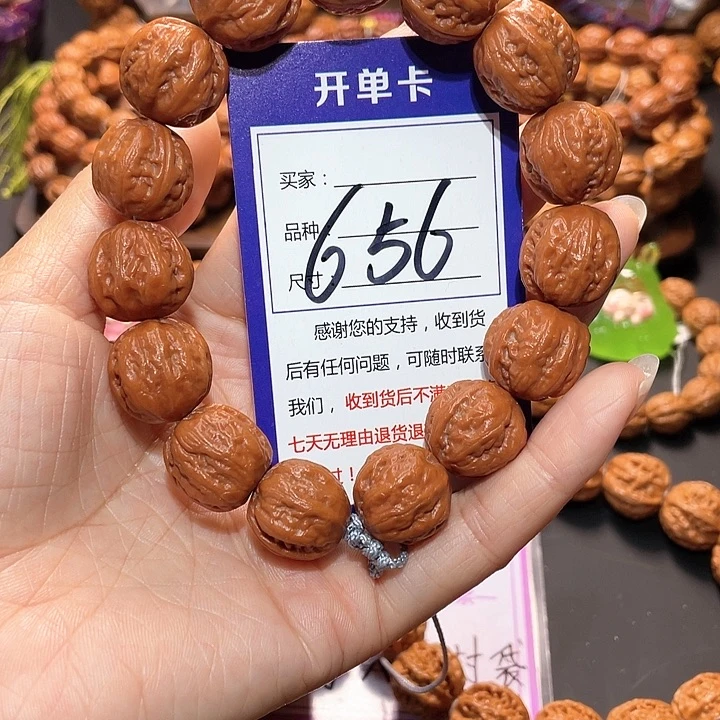 开单卡
买家：
品种：
656
尺寸：
感谢您的支持，收到货
后有任何问题，可随时联系
我们，收到货后不满
七天无理由退货退
过！
袋